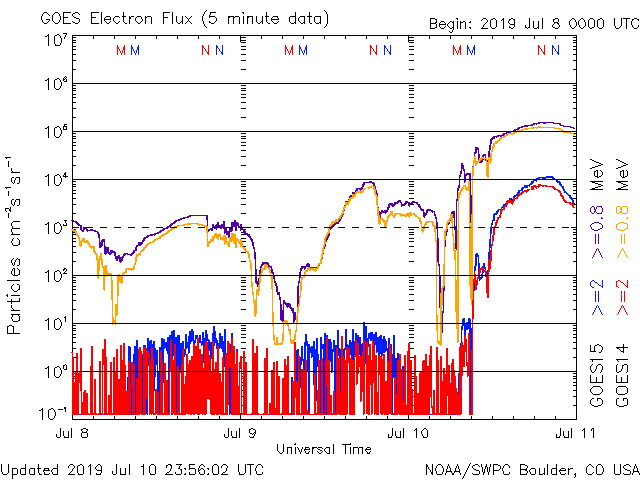 GOES Electron Flux (5 minute data)
Begin: 2019 Jul 8 0000 UTC
10⁷
M M N N M M N N M M N N
10⁶
10⁵
10⁴
10³
10²
10¹
10⁰
10⁻¹
Particles cm⁻²s⁻¹sr⁻¹
Jul 8 Jul 9 Jul 10 Jul 11
Universal Time
GOES15 >=2 >=0.8 MeV
GOES14 >=2 >=0.8 MeV
Updated 2019 Jul 10 23:56:02 UTC
NOAA/SWPC Boulder, CO USA